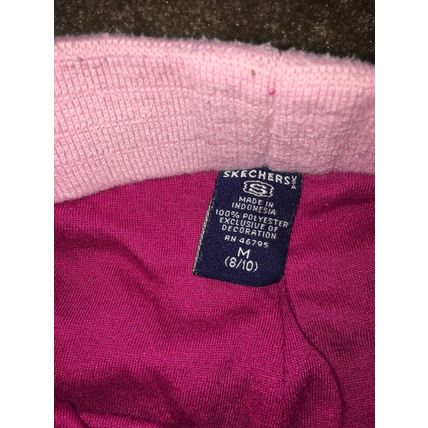 SKECHERS USA
S
MADE IN
INDONESIA
100% POLYESTER
EXCLUSIVE OF
DECORATION
RN 46795
M
(8/10)